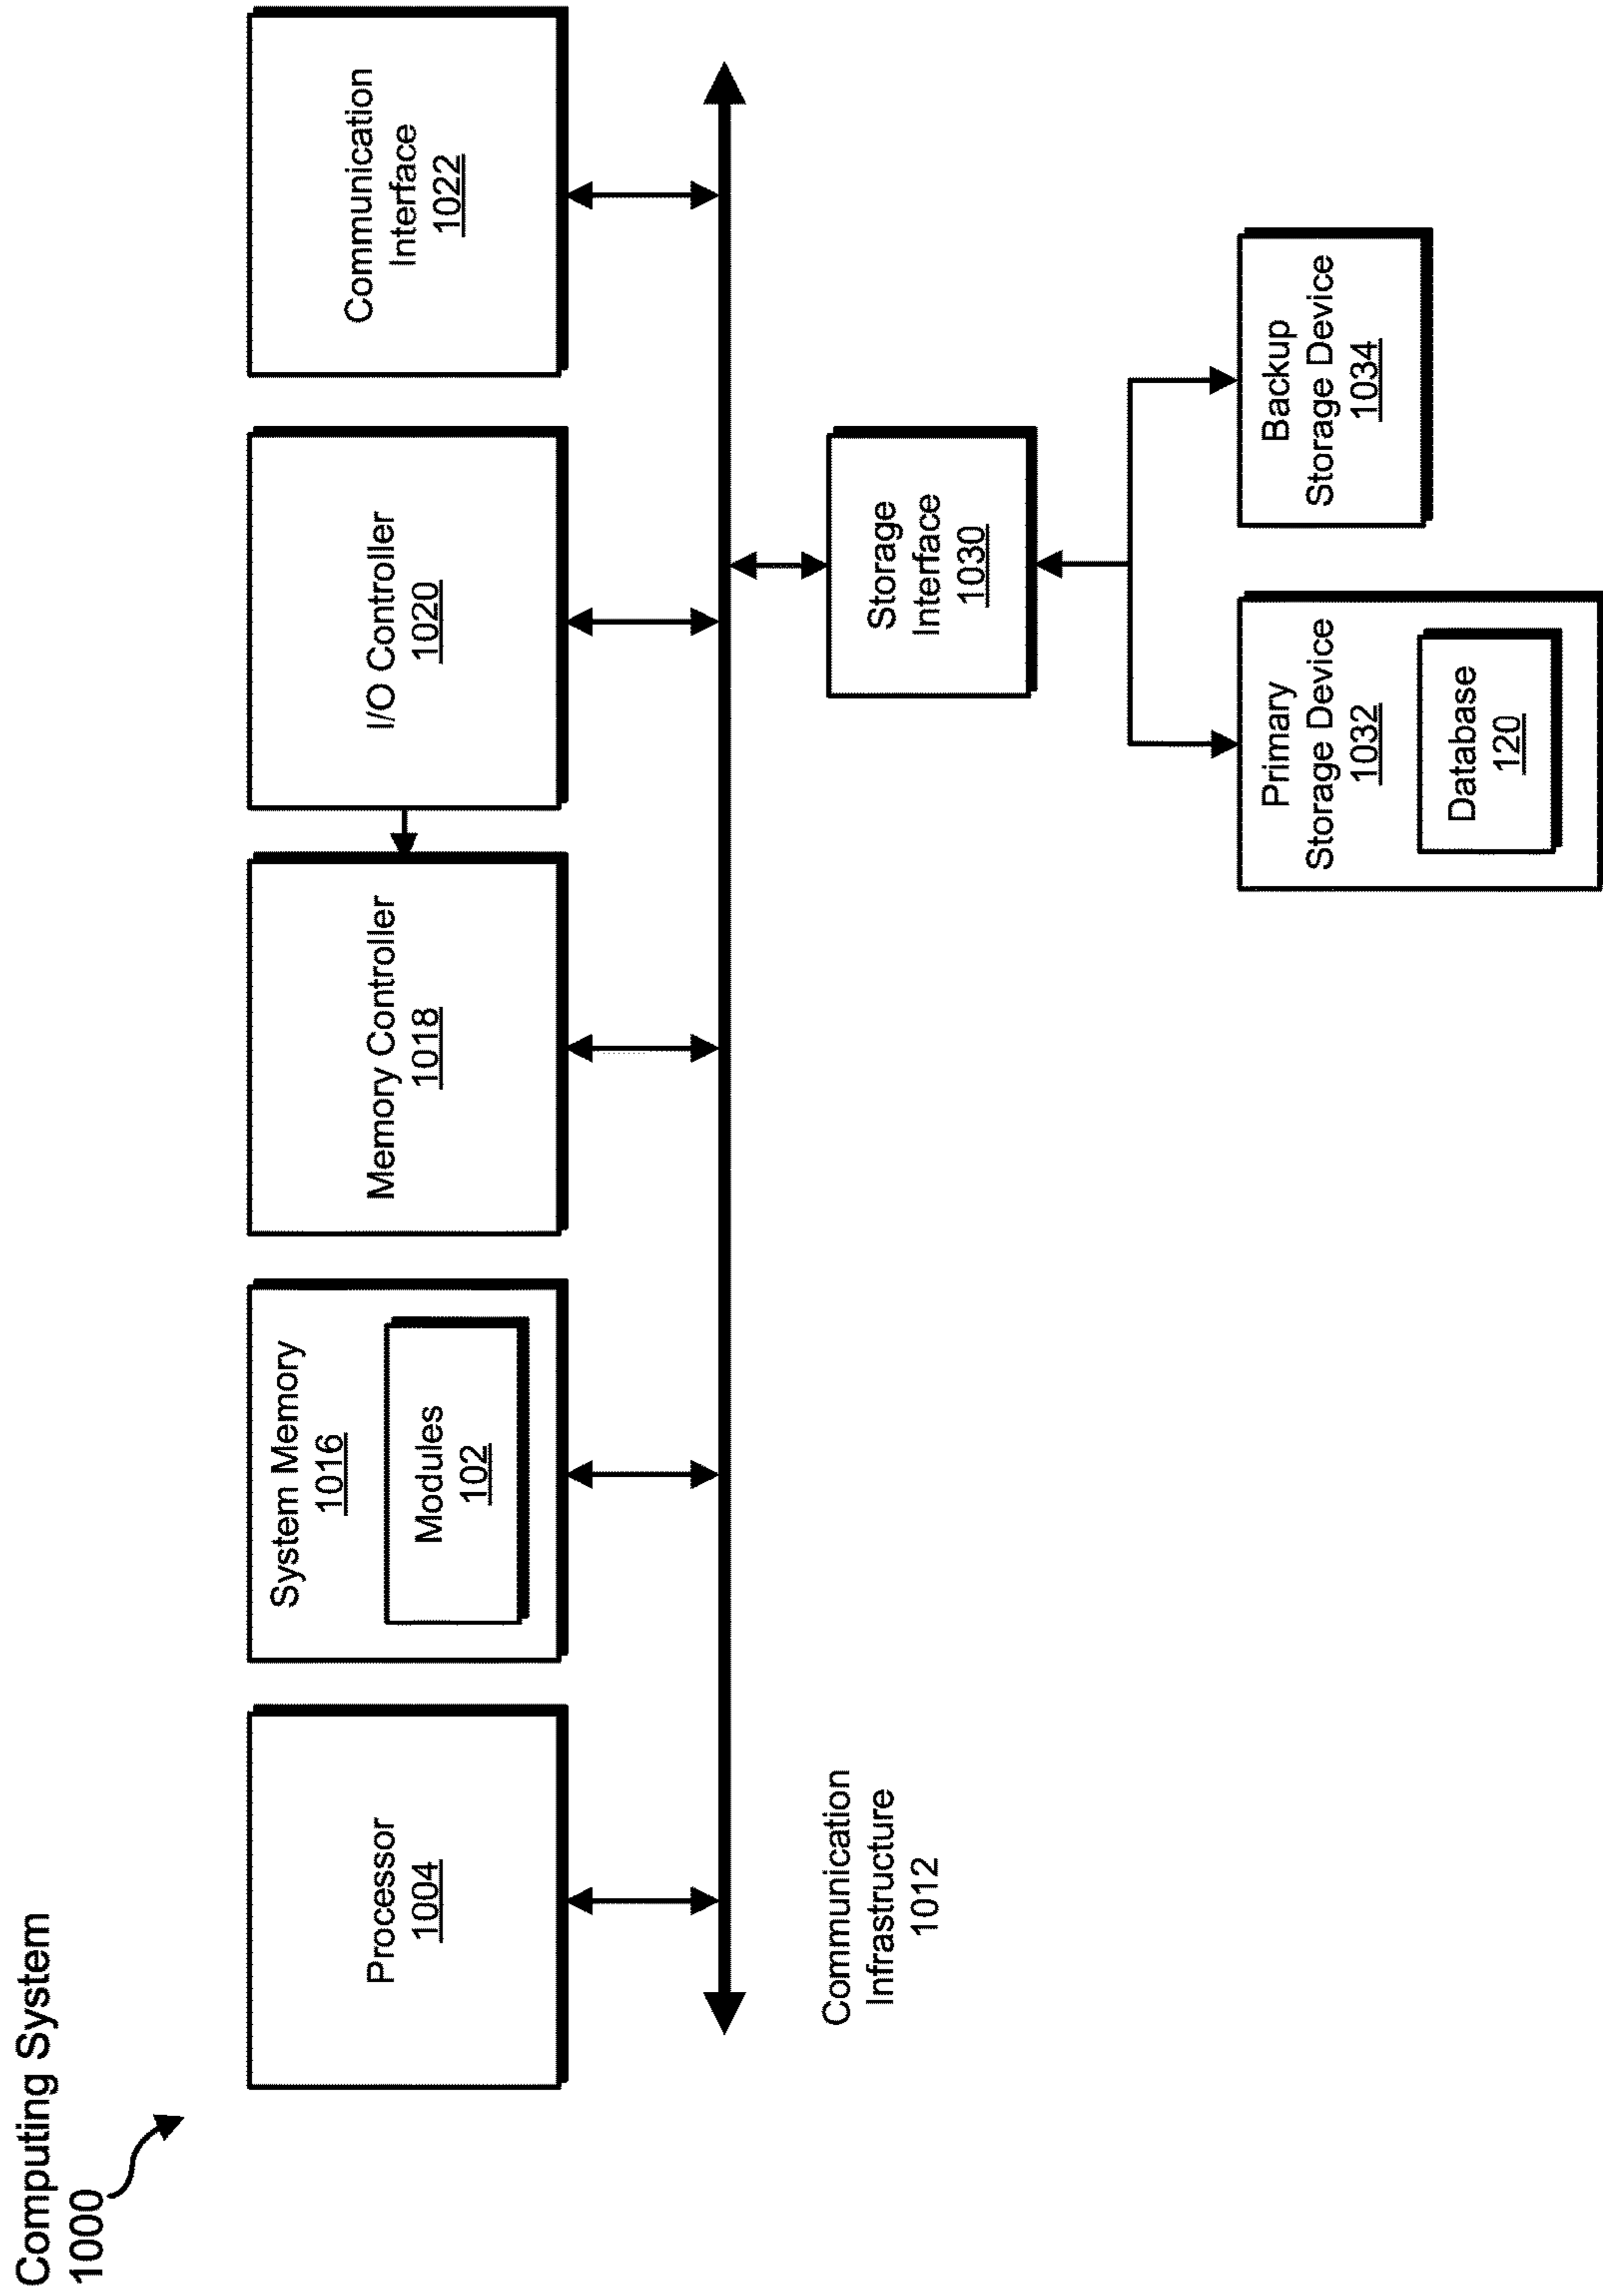 Computing System
1000
Processor
1004
System Memory
1016
Modules
102
Memory Controller
1018
I/O Controller
1020
Communication
Interface
1022
Communication
Infrastructure
1012
Storage
Interface
1030
Primary
Storage Device
1032
Database
120
Backup
Storage Device
1034